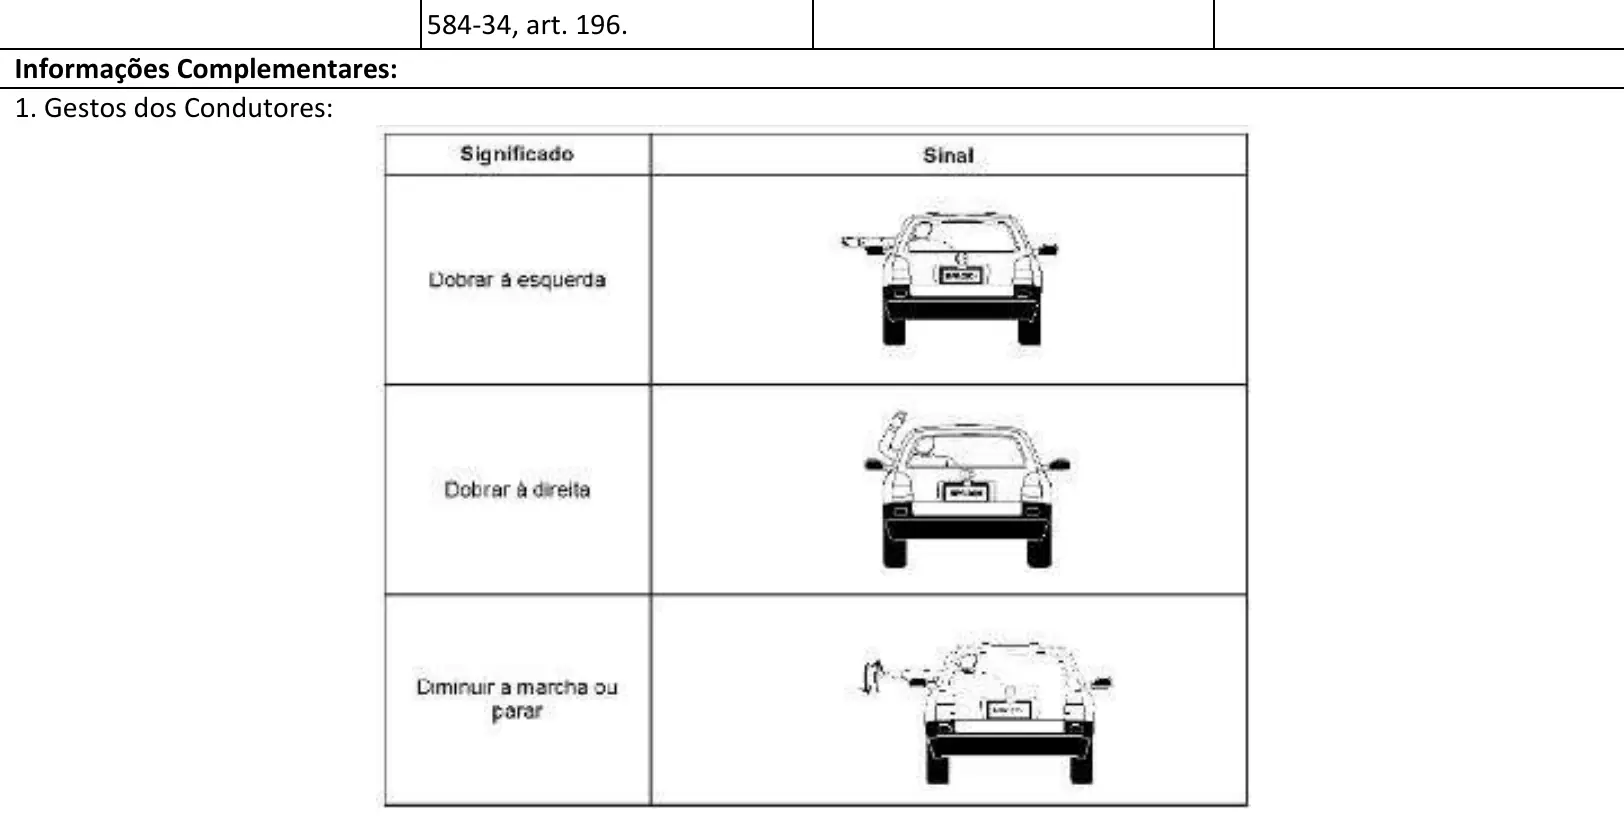 584-34, art. 196.
Informações Complementares:
1. Gestos dos Condutores:
Significado
Sinal
Dobrar à esquerda
Dobrar à direita
Diminuir a marcha ou
parar